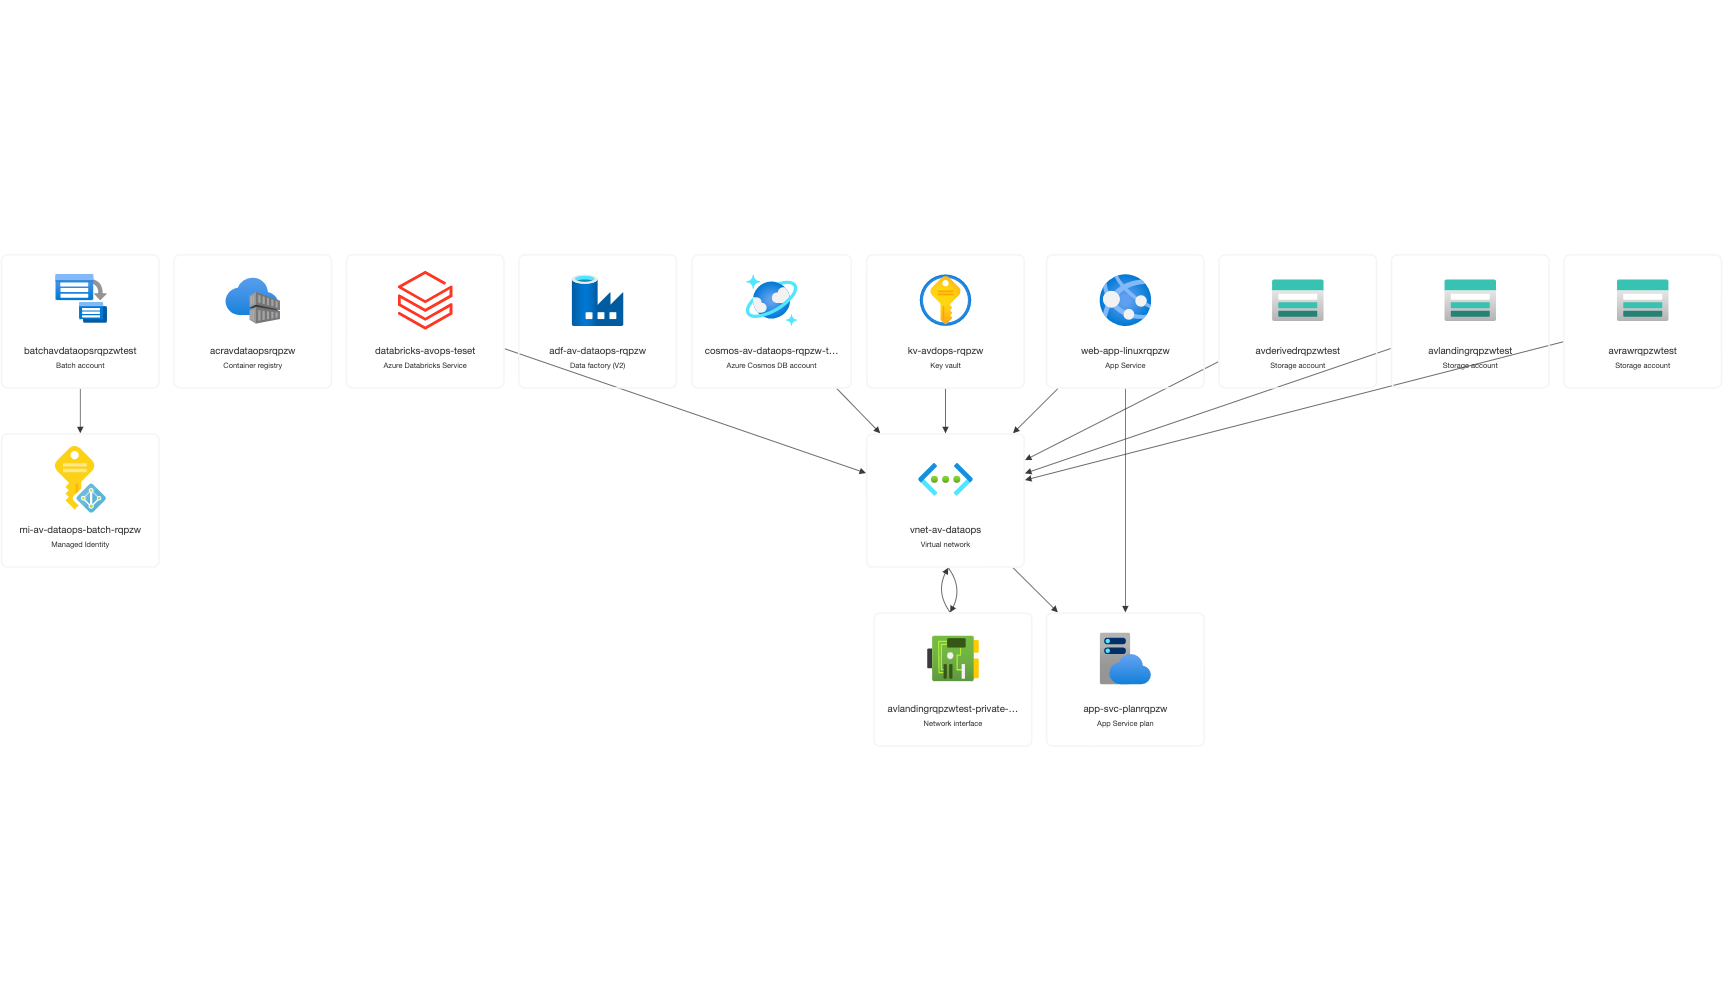 batchavdataopsrqpzwtest
Batch account
acravdataopsrqpzw
Container registry
databricks-avops-teset
Azure Databricks Service
adf-av-dataops-rqpzw
Data factory (V2)
cosmos-av-dataops-rqpzw-t...
Azure Cosmos DB account
kv-avdops-rqpzw
Key vault
web-app-linuxrqpzw
App Service
avderivedrqpzwtest
Storage account
avlandingrqpzwtest
Storage account
avrawrqpzwtest
Storage account
mi-av-dataops-batch-rqpzw
Managed Identity
vnet-av-dataops
Virtual network
avlandingrqpzwtest-private-...
Network interface
app-svc-planrqpzw
App Service plan